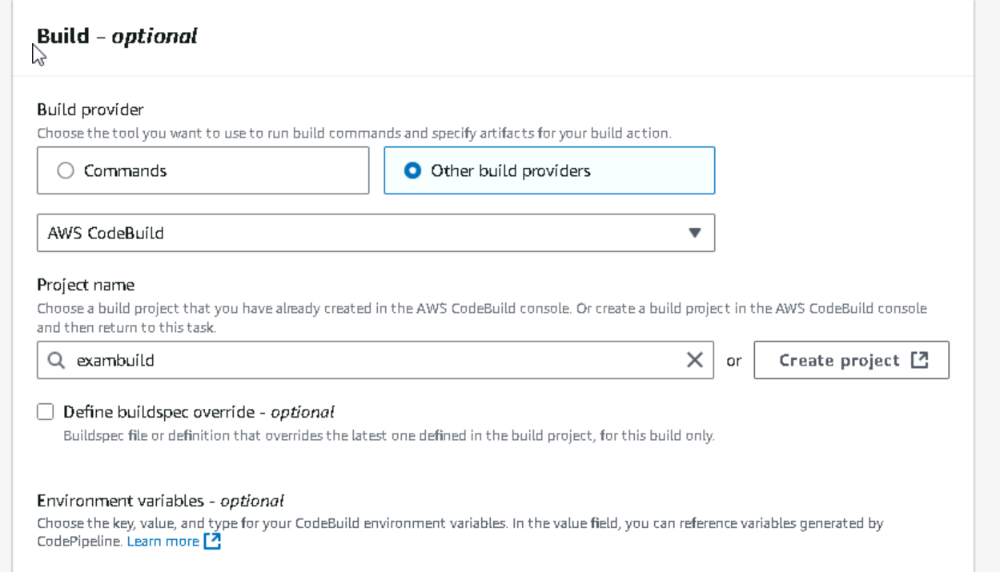 Build – optional
Build provider
Choose the tool you want to use to run build commands and specify artifacts for your build action.
Commands
Other build providers
AWS CodeBuild
Project name
Choose a build project that you have already created in the AWS CodeBuild console. Or create a build project in the AWS CodeBuild console
and then return to this task.
exambuild
or
Create project
Define buildspec override - optional
Buildspec file or definition that overrides the latest one defined in the build project, for this build only.
Environment variables - optional
Choose the key, value, and type for your CodeBuild environment variables. In the value field, you can reference variables generated by
CodePipeline. Learn more